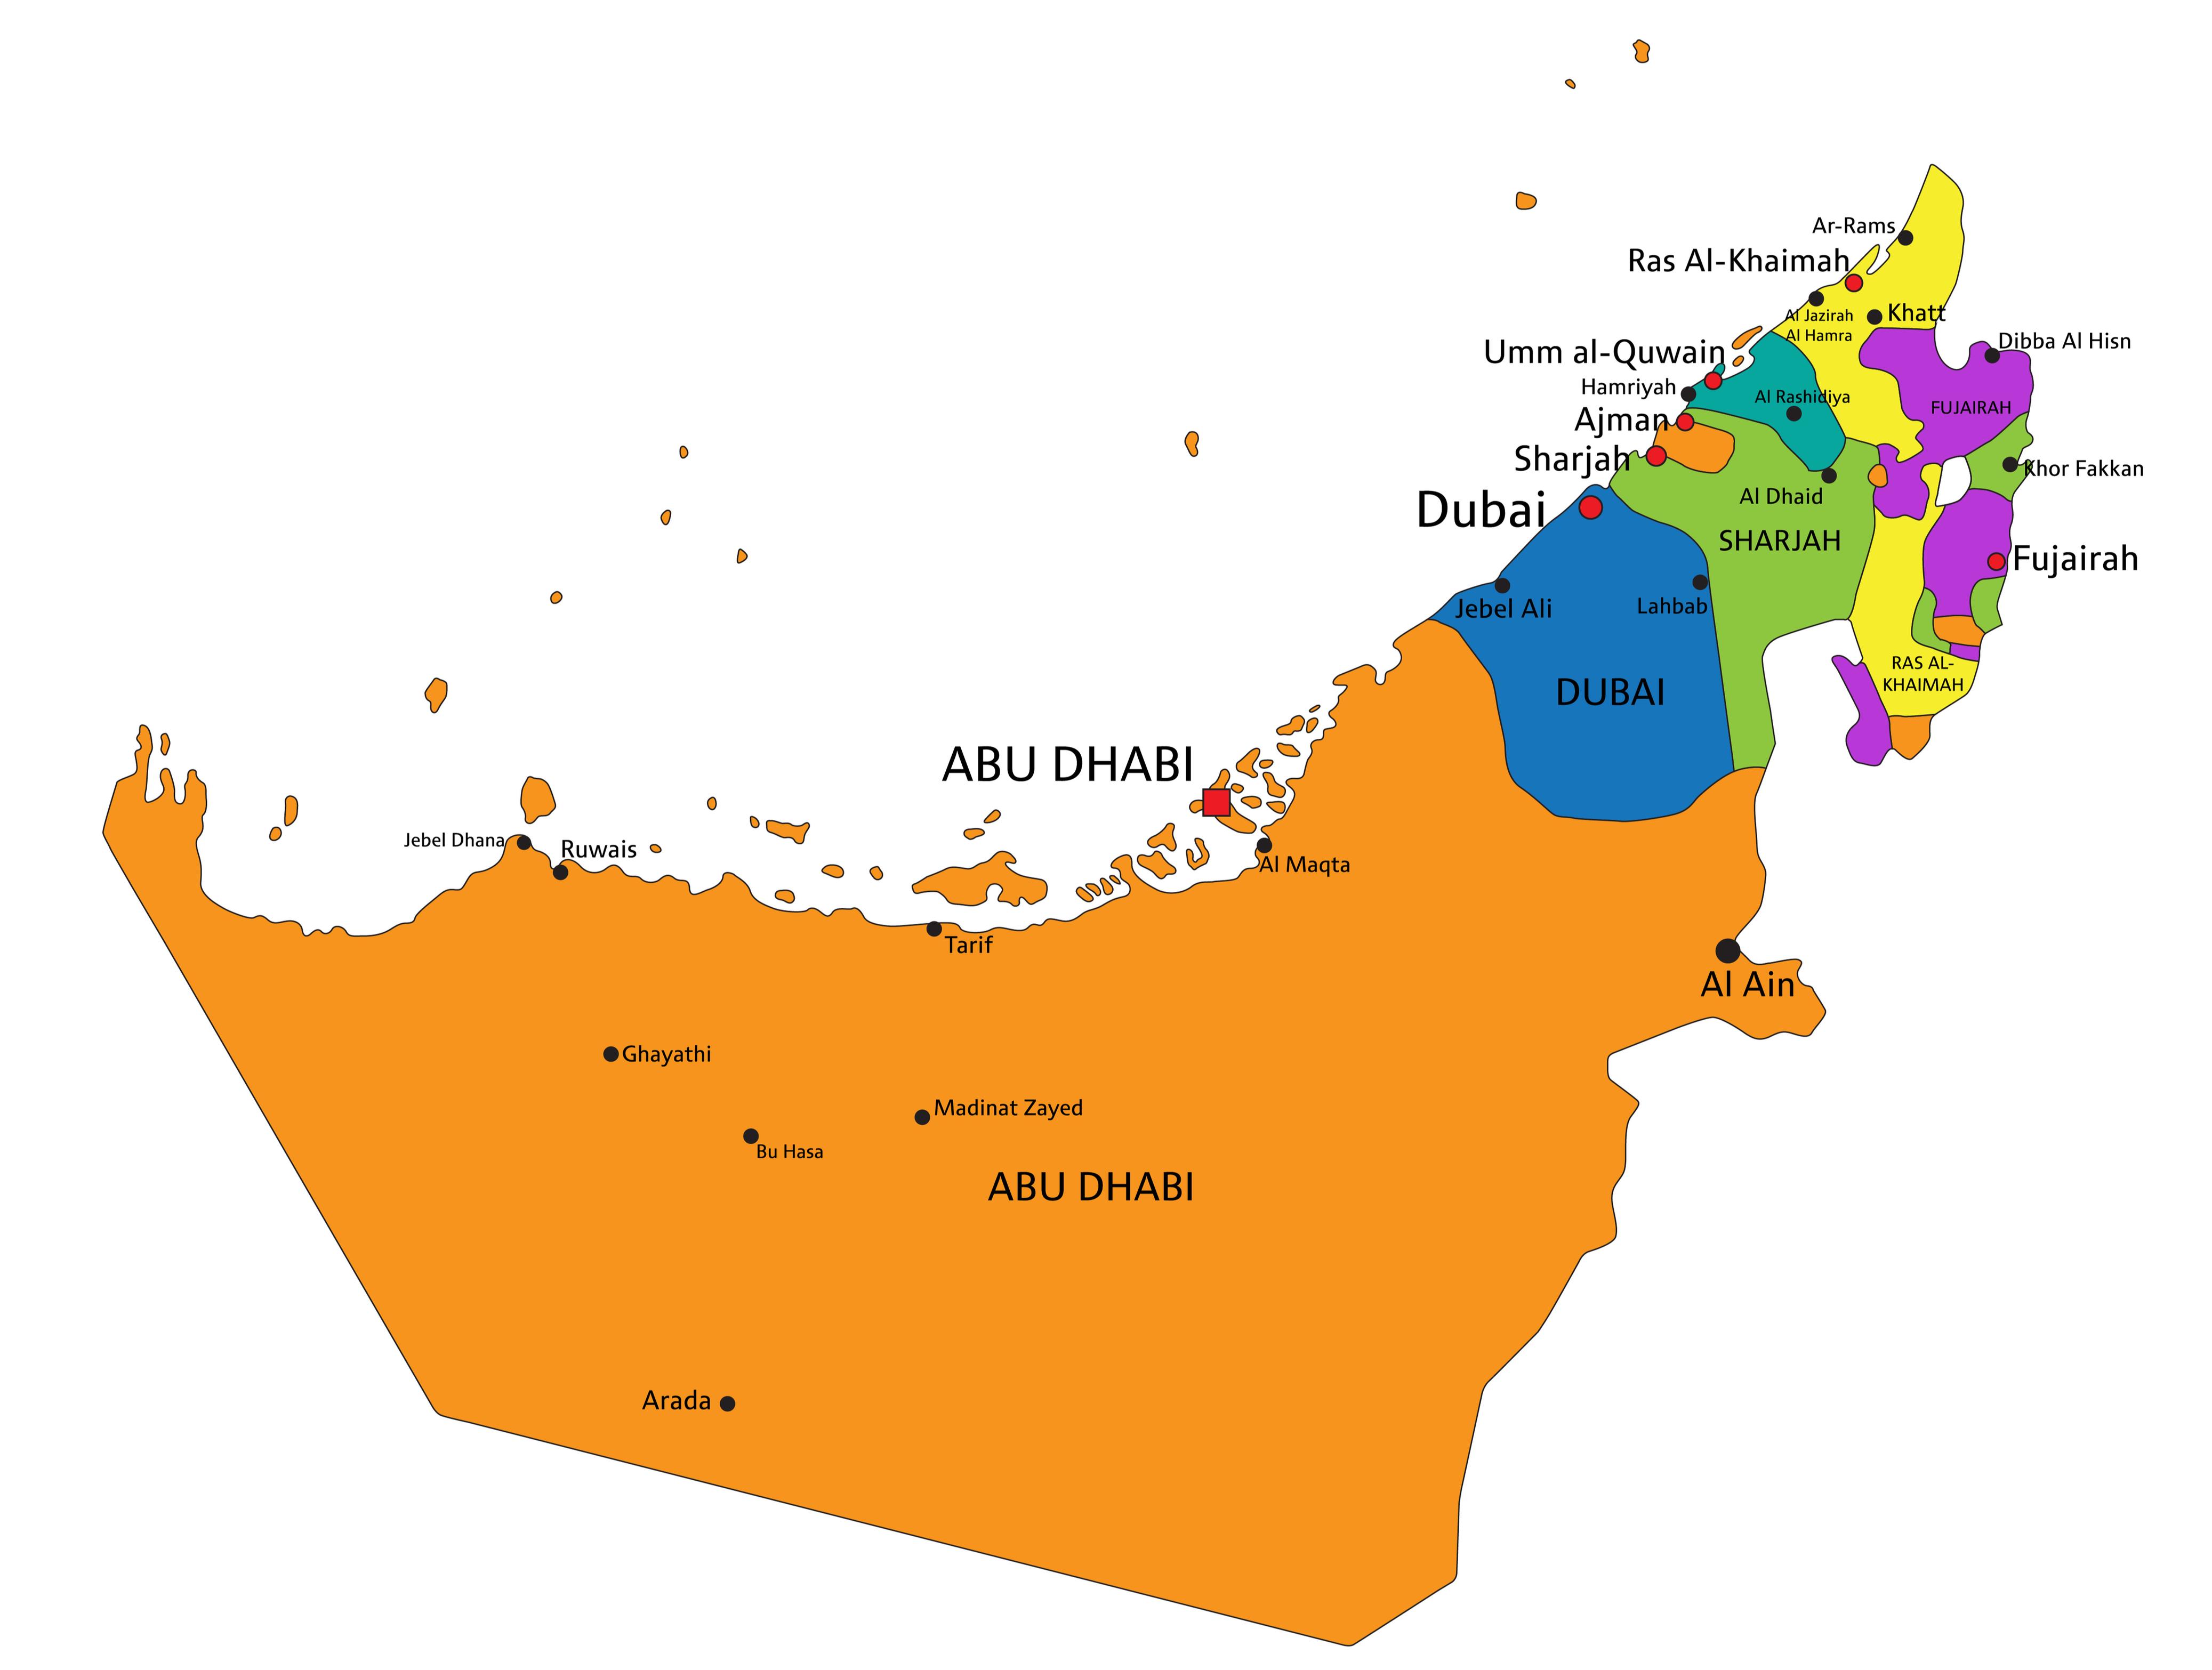 Ar-Rams
Ras Al-Khaimah
Al Jazirah
Al Hamra
Khatt
Dibba Al Hisn
Umm al-Quwain
Hamriyah
Al Rashidiya
FUJAIRAH
Ajman
Sharjah
Khor Fakkan
Al Dhaid
Dubai
SHARJAH
Fujairah
Jebel Ali
Lahbab
RAS AL-
KHAIMAH
DUBAI
ABU DHABI
Jebel Dhana
Ruwais
Al Maqta
Tarif
Al Ain
Ghayathi
Madinat Zayed
Bu Hasa
ABU DHABI
Arada